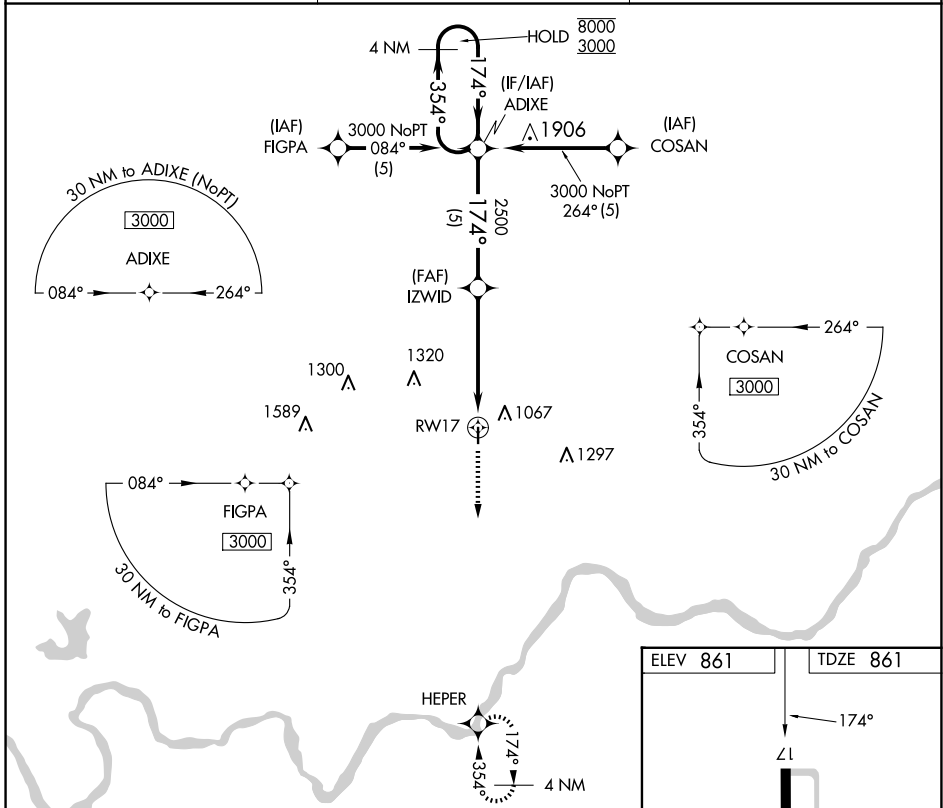 HOLD 8000
3000
4 NM
354°
174°
(IF/IAF)
ADIXE
(IAF)
FIGPA
3000 NoPT
084°
(5)
1906
(IAF)
COSAN
3000 NoPT
264° (5)
30 NM to ADIXE (NoPT)
3000
ADIXE
084°
264°
2500
174°
(5)
(FAF)
IZWID
264°
COSAN
3000
354°
30 NM to COSAN
1300
1320
1589
1067
RW17
1297
084°
FIGPA
3000
354°
30 NM to FIGPA
HEPER
174°
354°
4 NM
ELEV 861
TDZE 861
174°
17